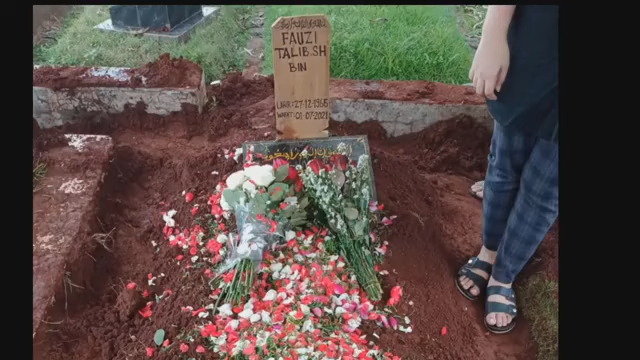 FAUZI
TALIB.SH
BIN
LAHIR:27-12-1965
WAFAT:01-07-2021